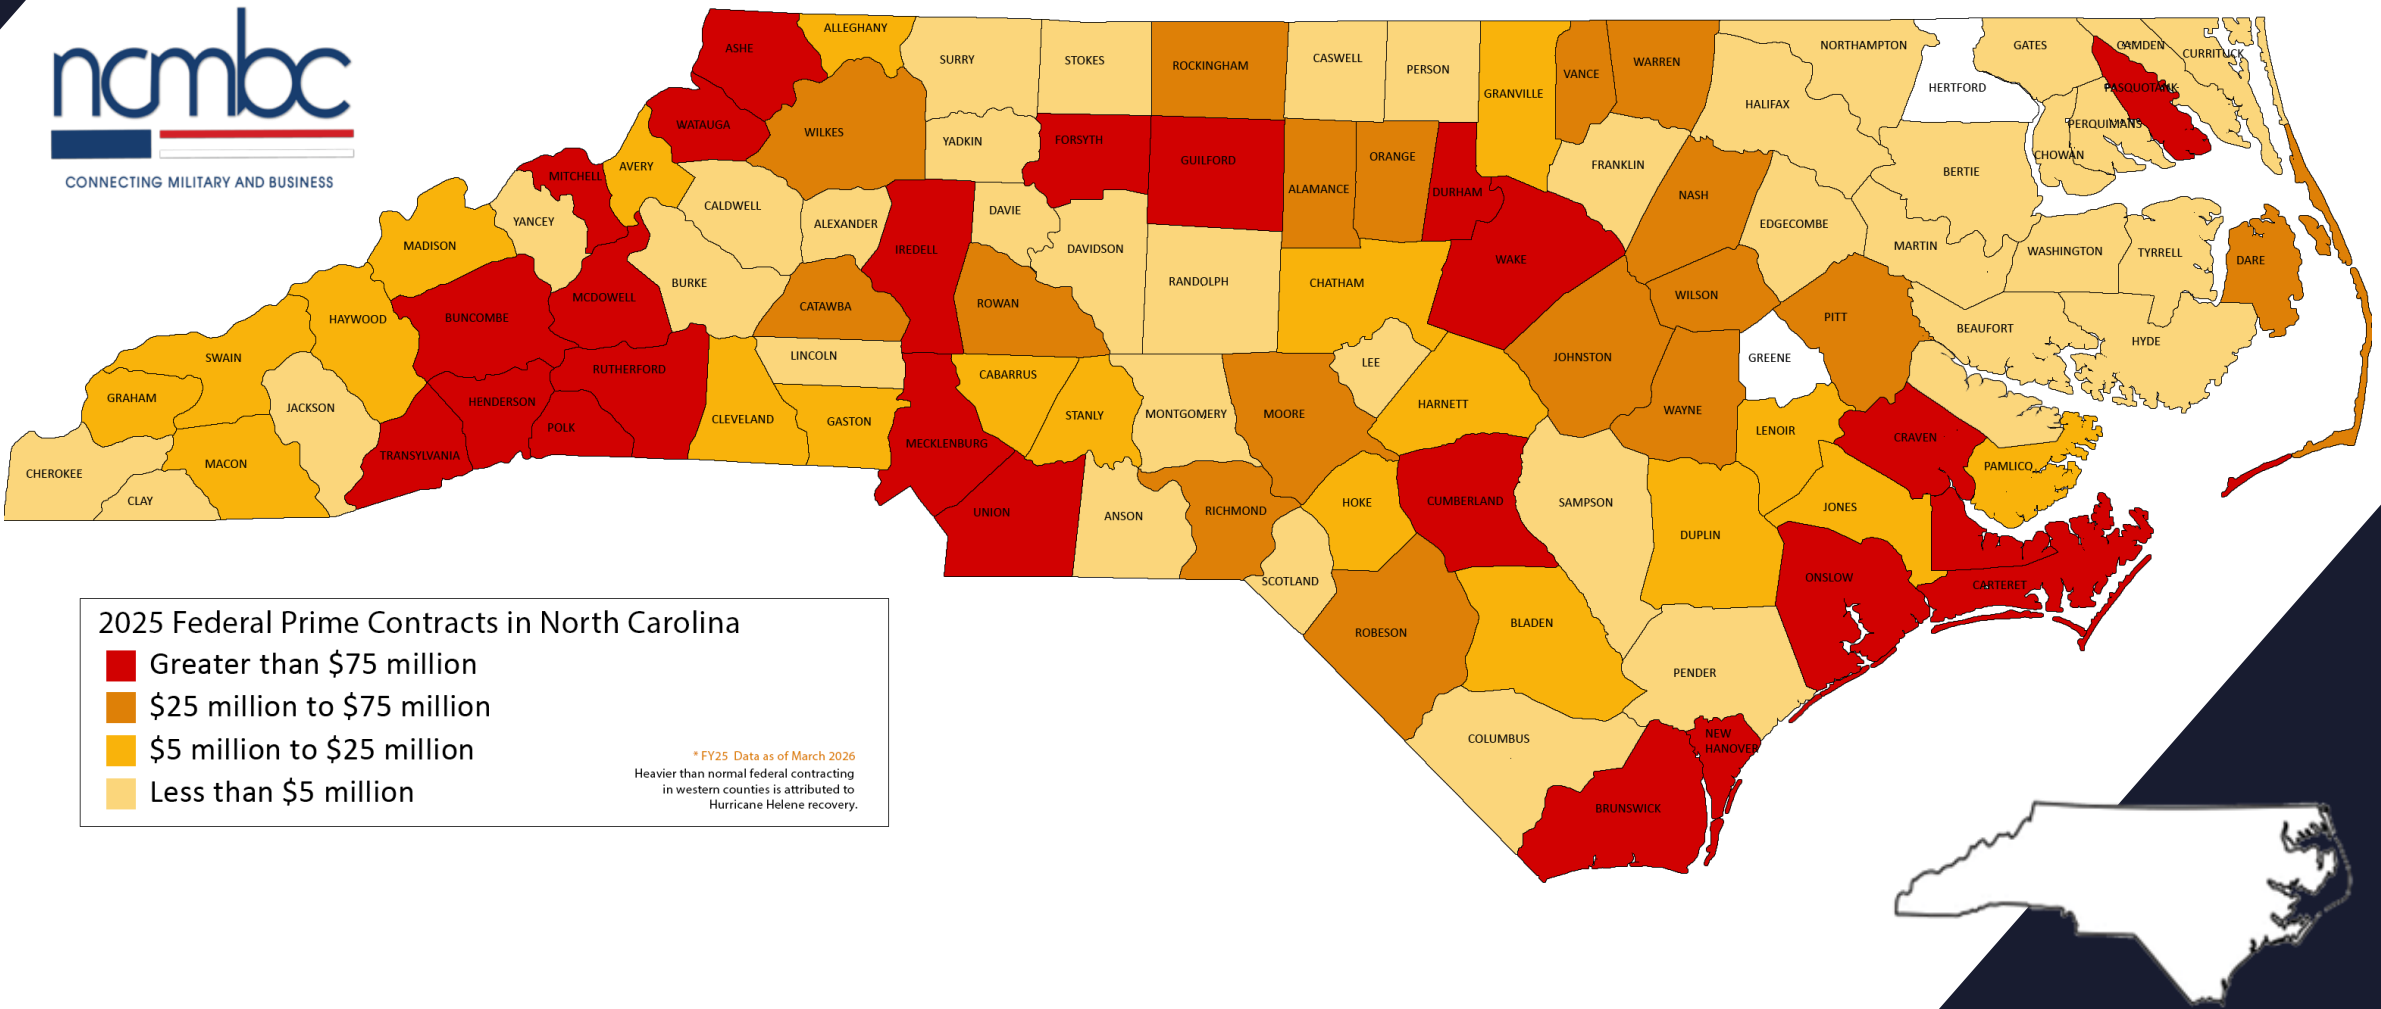 ncmbc
CONNECTING MILITARY AND BUSINESS
ASHE
ALLEGHANY
SURRY
STOKES
ROCKINGHAM
CASWELL
PERSON
GRANVILLE
VANCE
WARREN
NORTHAMPTON
HALIFAX
HERTFORD
GATES
CAMDEN
CURRITUCK
PASQUOTANK
PERQUIMANS
CHOWAN
BERTIE
WATAUGA
WILKES
YADKIN
FORSYTH
GUILFORD
ALAMANCE
ORANGE
DURHAM
FRANKLIN
NASH
EDGECOMBE
MARTIN
WASHINGTON
TYRRELL
DARE
MITCHELL
AVERY
YANCEY
CALDWELL
ALEXANDER
IREDELL
DAVIE
DAVIDSON
RANDOLPH
CHATHAM
WAKE
WILSON
PITT
BEAUFORT
HYDE
MADISON
HAYWOOD
BUNCOMBE
MCDOWELL
BURKE
CATAWBA
ROWAN
LEE
JOHNSTON
GREENE
SWAIN
GRAHAM
JACKSON
HENDERSON
RUTHERFORD
POLK
CLEVELAND
LINCOLN
GASTON
CABARRUS
STANLY
MONTGOMERY
MOORE
HARNETT
WAYNE
LENOIR
CRAVEN
PAMLICO
CHEROKEE
CLAY
MACON
TRANSYLVANIA
MECKLENBURG
UNION
ANSON
RICHMOND
SCOTLAND
HOKE
CUMBERLAND
SAMPSON
DUPLIN
JONES
ONSLOW
CARTERET
ROBESON
BLADEN
PENDER
COLUMBUS
NEW
HANOVER
BRUNSWICK
2025 Federal Prime Contracts in North Carolina
Greater than $75 million
$25 million to $75 million
$5 million to $25 million
Less than $5 million
* FY25 Data as of March 2026
Heavier than normal federal contracting
in western counties is attributed to
Hurricane Helene recovery.